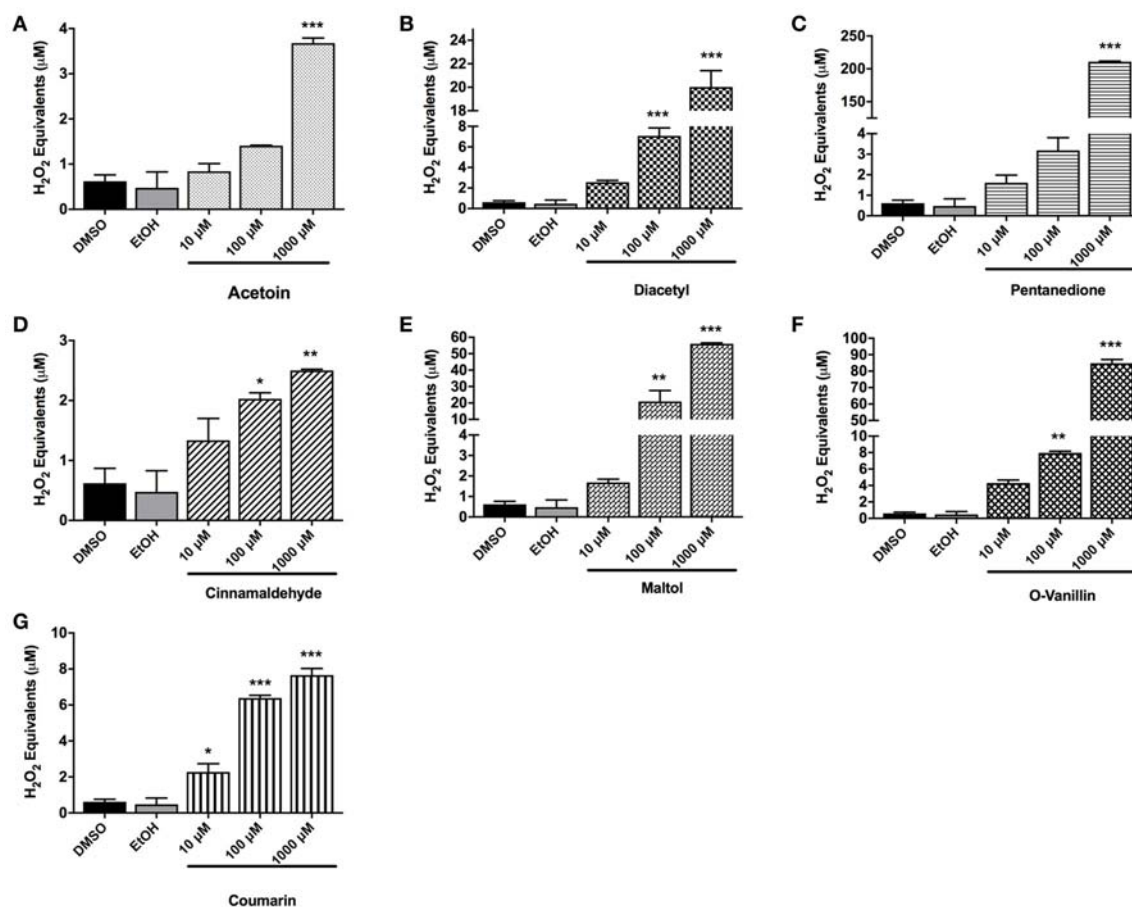 A
H2O2 Equivalents (µM)
4
3
2
1
0
***
DMSO
EtOH
10 µM
100 µM
1000 µM
Acetoin
B
H2O2 Equivalents (µM)
24
22
20
18
16
8
6
4
2
0
***
***
DMSO
EtOH
10 µM
100 µM
1000 µM
Diacetyl
C
H2O2 Equivalents (µM)
250
200
150
4
3
2
1
0
***
DMSO
EtOH
10 µM
100 µM
1000 µM
Pentanedione
D
H2O2 Equivalents (µM)
3
2
1
0
*
**
DMSO
EtOH
10 µM
100 µM
1000 µM
Cinnamaldehyde
E
H2O2 Equivalents (µM)
60
50
40
30
20
10
4
3
2
1
0
**
***
DMSO
EtOH
10 µM
100 µM
1000 µM
Maltol
F
H2O2 Equivalents (µM)
100
90
80
70
60
50
10
8
6
4
2
0
**
***
DMSO
EtOH
10 µM
100 µM
1000 µM
O-Vanillin
G
H2O2 Equivalents (µM)
10
8
6
4
2
0
*
***
***
DMSO
EtOH
10 µM
100 µM
1000 µM
Coumarin